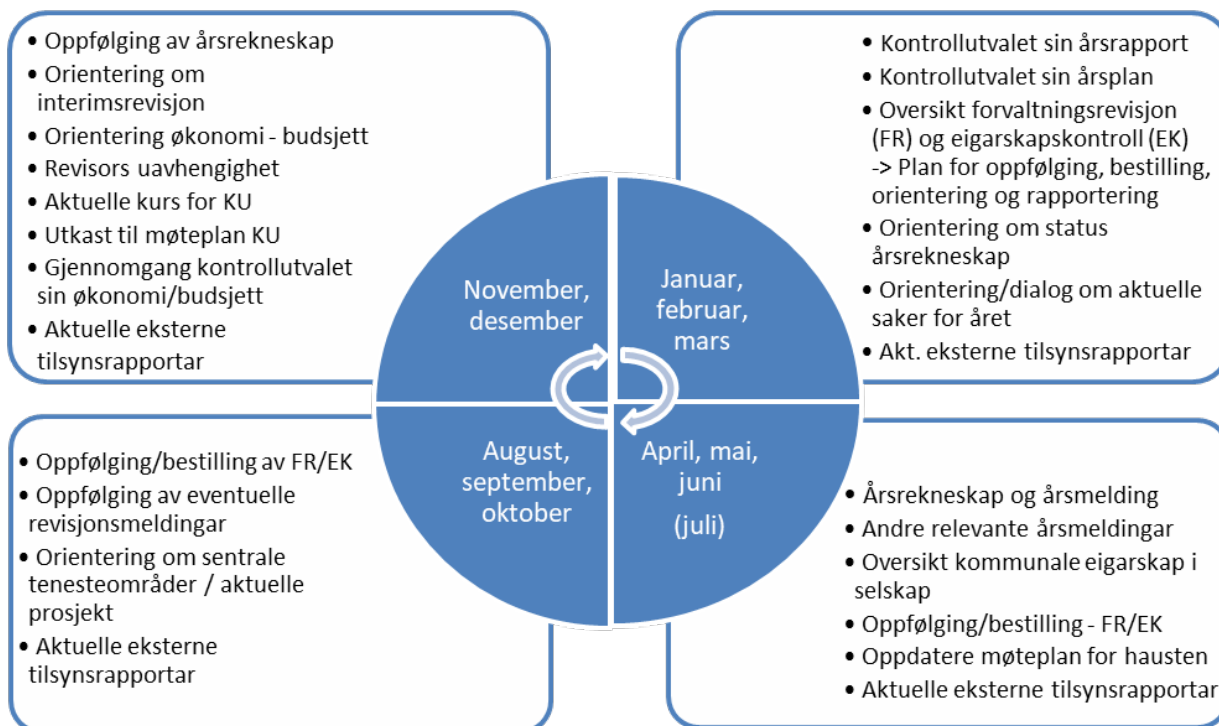 • Oppfølging av årsrekneskap
• Orientering om
interimsrevisjon
• Orientering økonomi - budsjett
• Revisors uavhengighet
• Aktuelle kurs for KU
• Utkast til møteplan KU
• Gjennomgang kontrollutvalet
sin økonomi/budsjett
• Aktuelle eksterne
tilsynsrapportar
• Kontrollutvalet sin årsrapport
• Kontrollutvalet sin årsplan
• Oversikt forvaltningsrevisjon
(FR) og eigarskapskontroll (EK)
-> Plan for oppfølging, bestilling,
orientering og rapportering
• Orientering om status
årsrekneskap
• Orientering/dialog om aktuelle
saker for året
• Akt. eksterne tilsynsrapportar
November,
desember
Januar,
februar,
mars
August,
september,
oktober
April, mai,
juni
(juli)
• Oppfølging/bestilling av FR/EK
• Oppfølging av eventuelle
revisjonsmeldingar
• Orientering om sentrale
tenesteområder / aktuelle
prosjekt
• Aktuelle eksterne
tilsynsrapportar
• Årsrekneskap og årsmelding
• Andre relevante årsmeldingar
• Oversikt kommunale eigarskap i
selskap
• Oppfølging/bestilling - FR/EK
• Oppdatere møteplan for hausten
• Aktuelle eksterne tilsynsrapportar